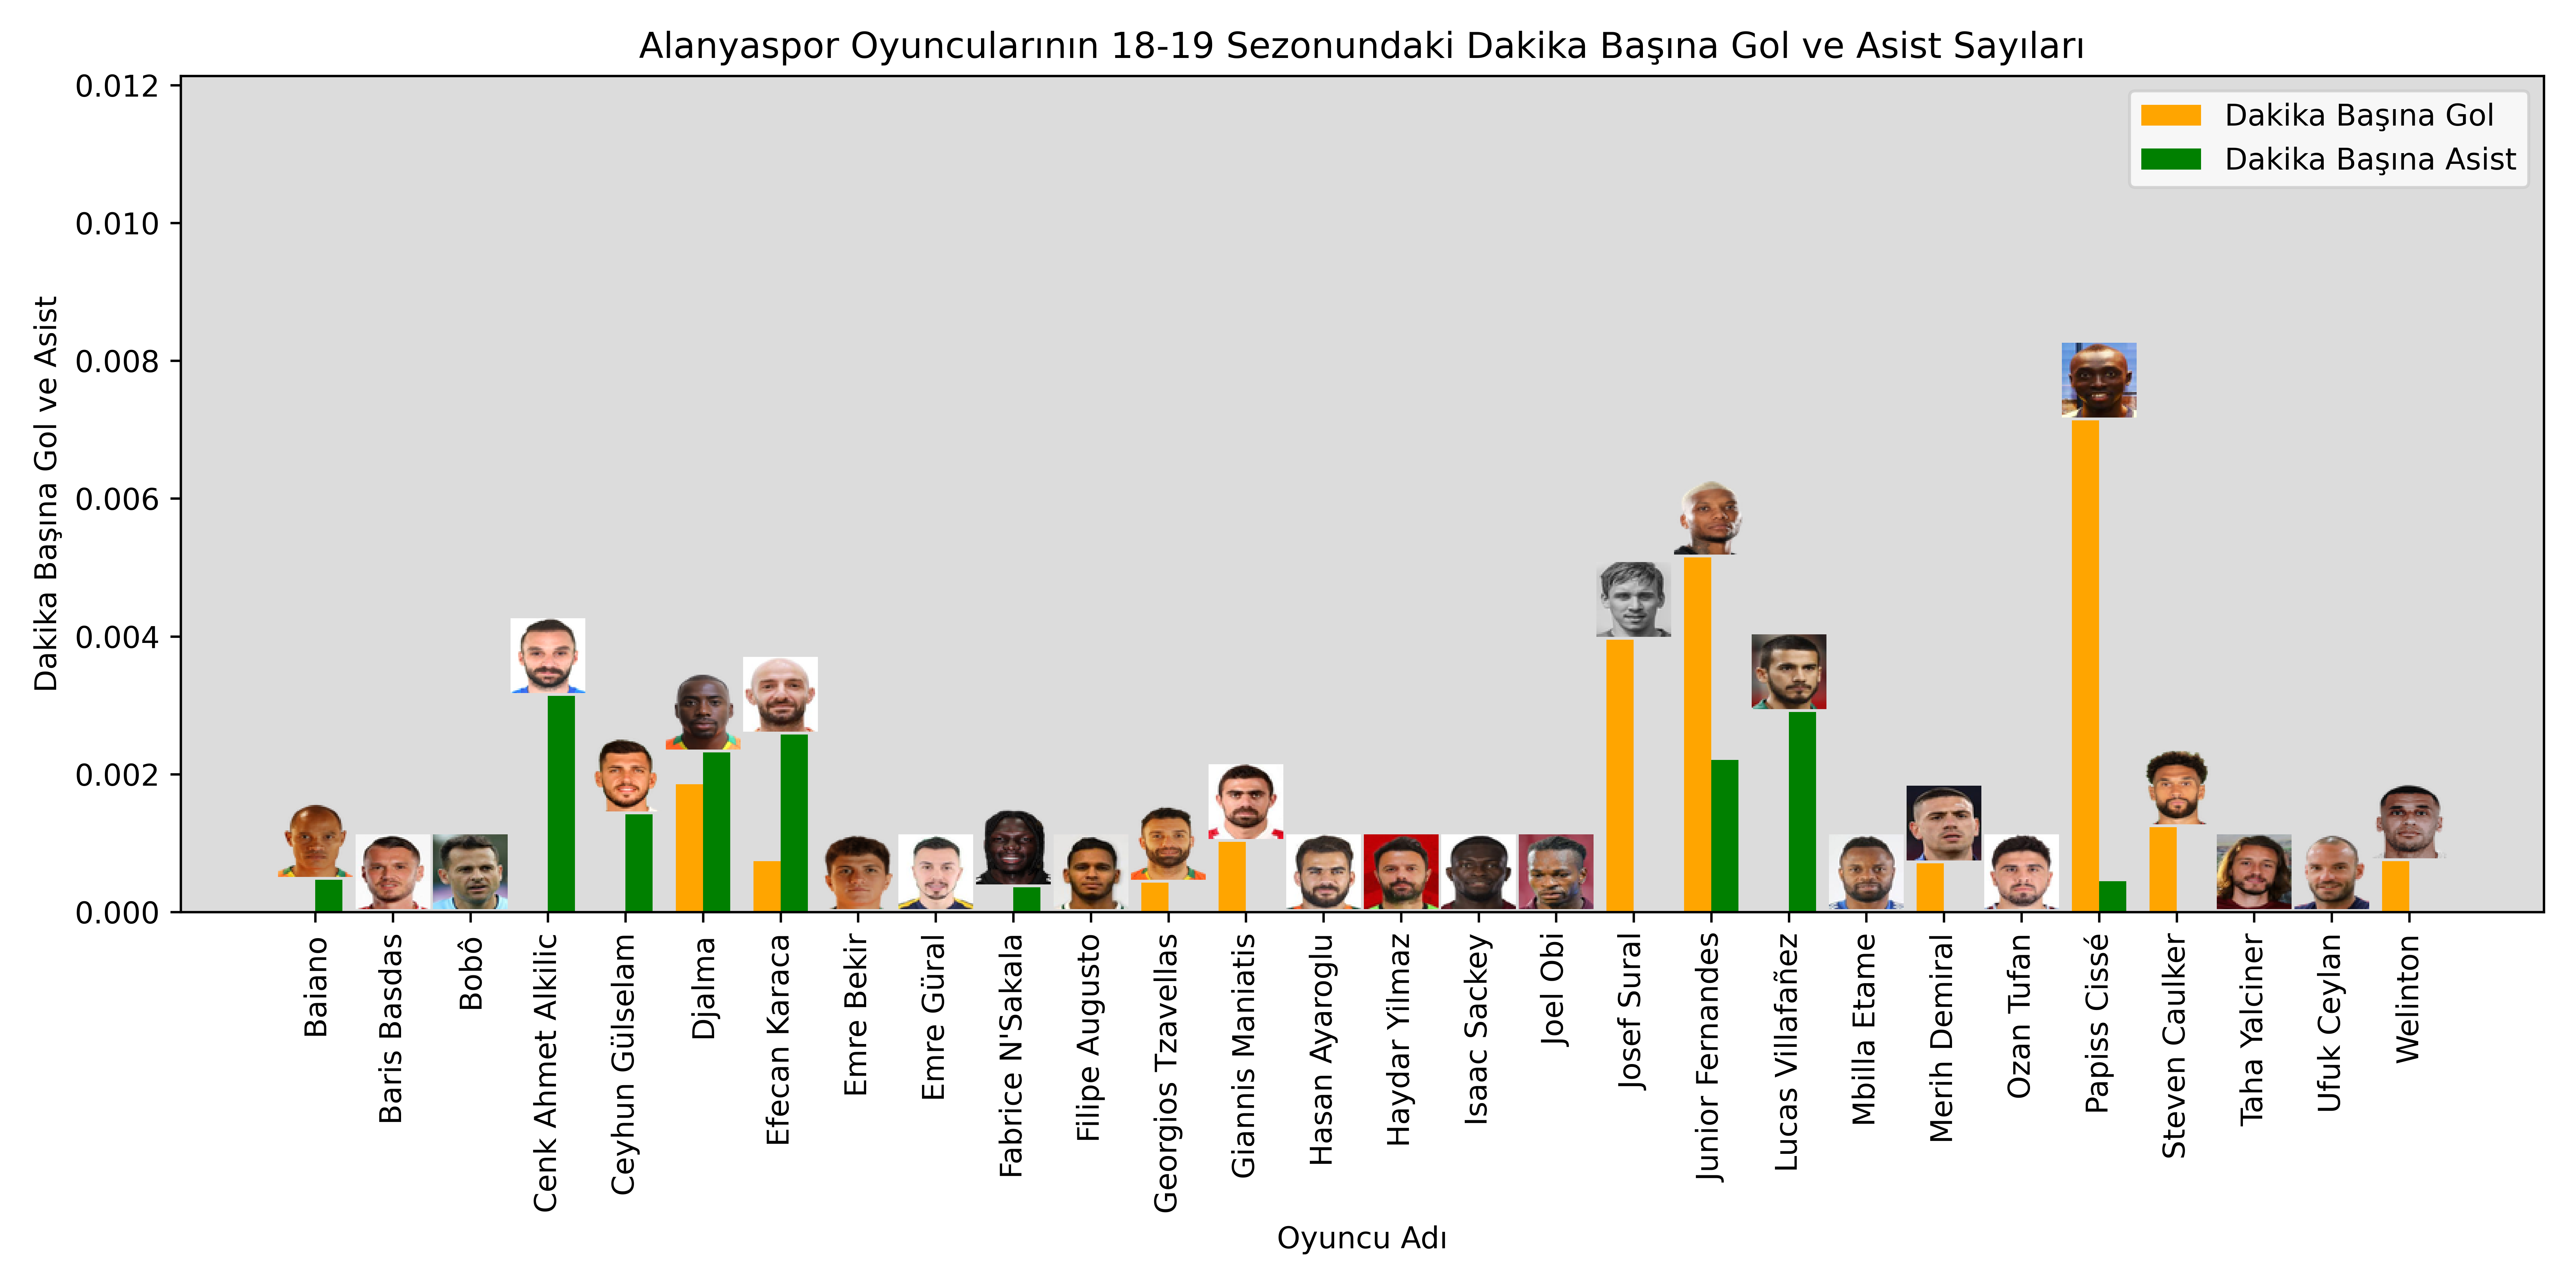 Alanyaspor Oyuncularının 18-19 Sezonundaki Dakika Başına Gol ve Asist Sayıları
Dakika Başına Gol ve Asist
0.012
0.010
0.008
0.006
0.004
0.002
0.000
Dakika Başına Gol
Dakika Başına Asist
Baiano
Baris Basdas
Bobô
Cenk Ahmet Alkilic
Ceyhun Gülselam
Djalma
Efecan Karaca
Emre Bekir
Emre Güral
Fabrice N'Sakala
Filipe Augusto
Georgios Tzavellas
Giannis Maniatis
Hasan Ayaroglu
Haydar Yilmaz
Isaac Sackey
Joel Obi
Josef Sural
Junior Fernandes
Lucas Villafañez
Mbilla Etame
Merih Demiral
Ozan Tufan
Papiss Cissé
Steven Caulker
Taha Yalciner
Ufuk Ceylan
Welinton
Oyuncu Adı